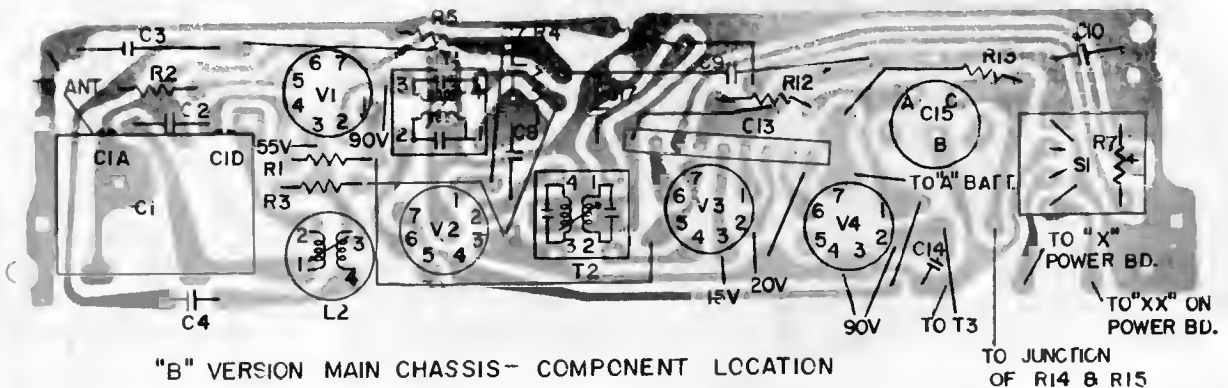 C3
R5
R4
C10
ANT.
R2
C2
V1
1 2 3 4 5 6 7
90V
T1
3
2
1
C8
C9
R12
R13
A C
C15
B
C13
C1A
C1D
C1
55V
R1
R3
V2
1 2 3 4 5 6 7
4 1
3 2
T2
V3
1 2 3 4 5 6 7
V4
1 2 3 4 5 6 7
TO "A" BATT.
S1
R7
2 3
1 4
L2
C4
15V
20V
90V
C14
TO T3
TO "X"
POWER BD.
TO "XX" ON
POWER BD.
TO JUNCTION
OF R14 & R15
"B" VERSION MAIN CHASSIS- COMPONENT LOCATION